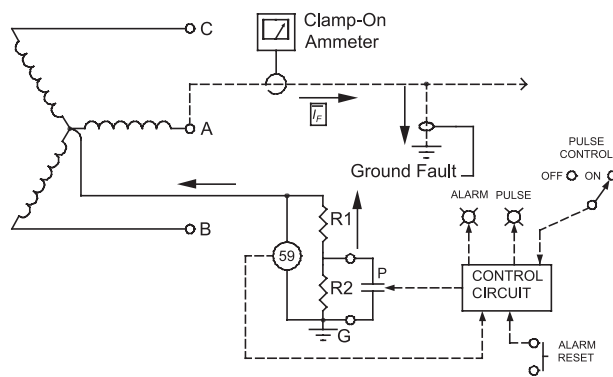 C
Clamp-On
Ammeter
A
I_F
Ground Fault
PULSE
CONTROL
OFF ON
ALARM PULSE
R1
B
59
P
R2
CONTROL
CIRCUIT
G
ALARM
RESET